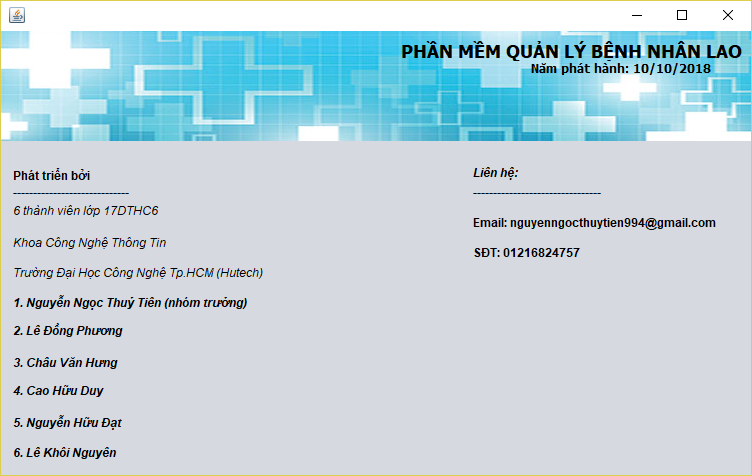 PHẦN MỀM QUẢN LÝ BỆNH NHÂN LAO
Năm phát hành: 10/10/2018
Phát triển bởi
-----------------------------
6 thành viên lớp 17DTHC6
Khoa Công Nghệ Thông Tin
Trường Đại Học Công Nghệ Tp.HCM (Hutech)
1. Nguyễn Ngọc Thuỷ Tiên (nhóm trưởng)
2. Lê Đồng Phương
3. Châu Văn Hưng
4. Cao Hữu Duy
5. Nguyễn Hữu Đạt
6. Lê Khôi Nguyên
Liên hệ:
--------------------------------
Email: nguyenngocthuytien994@gmail.com
SĐT: 01216824757